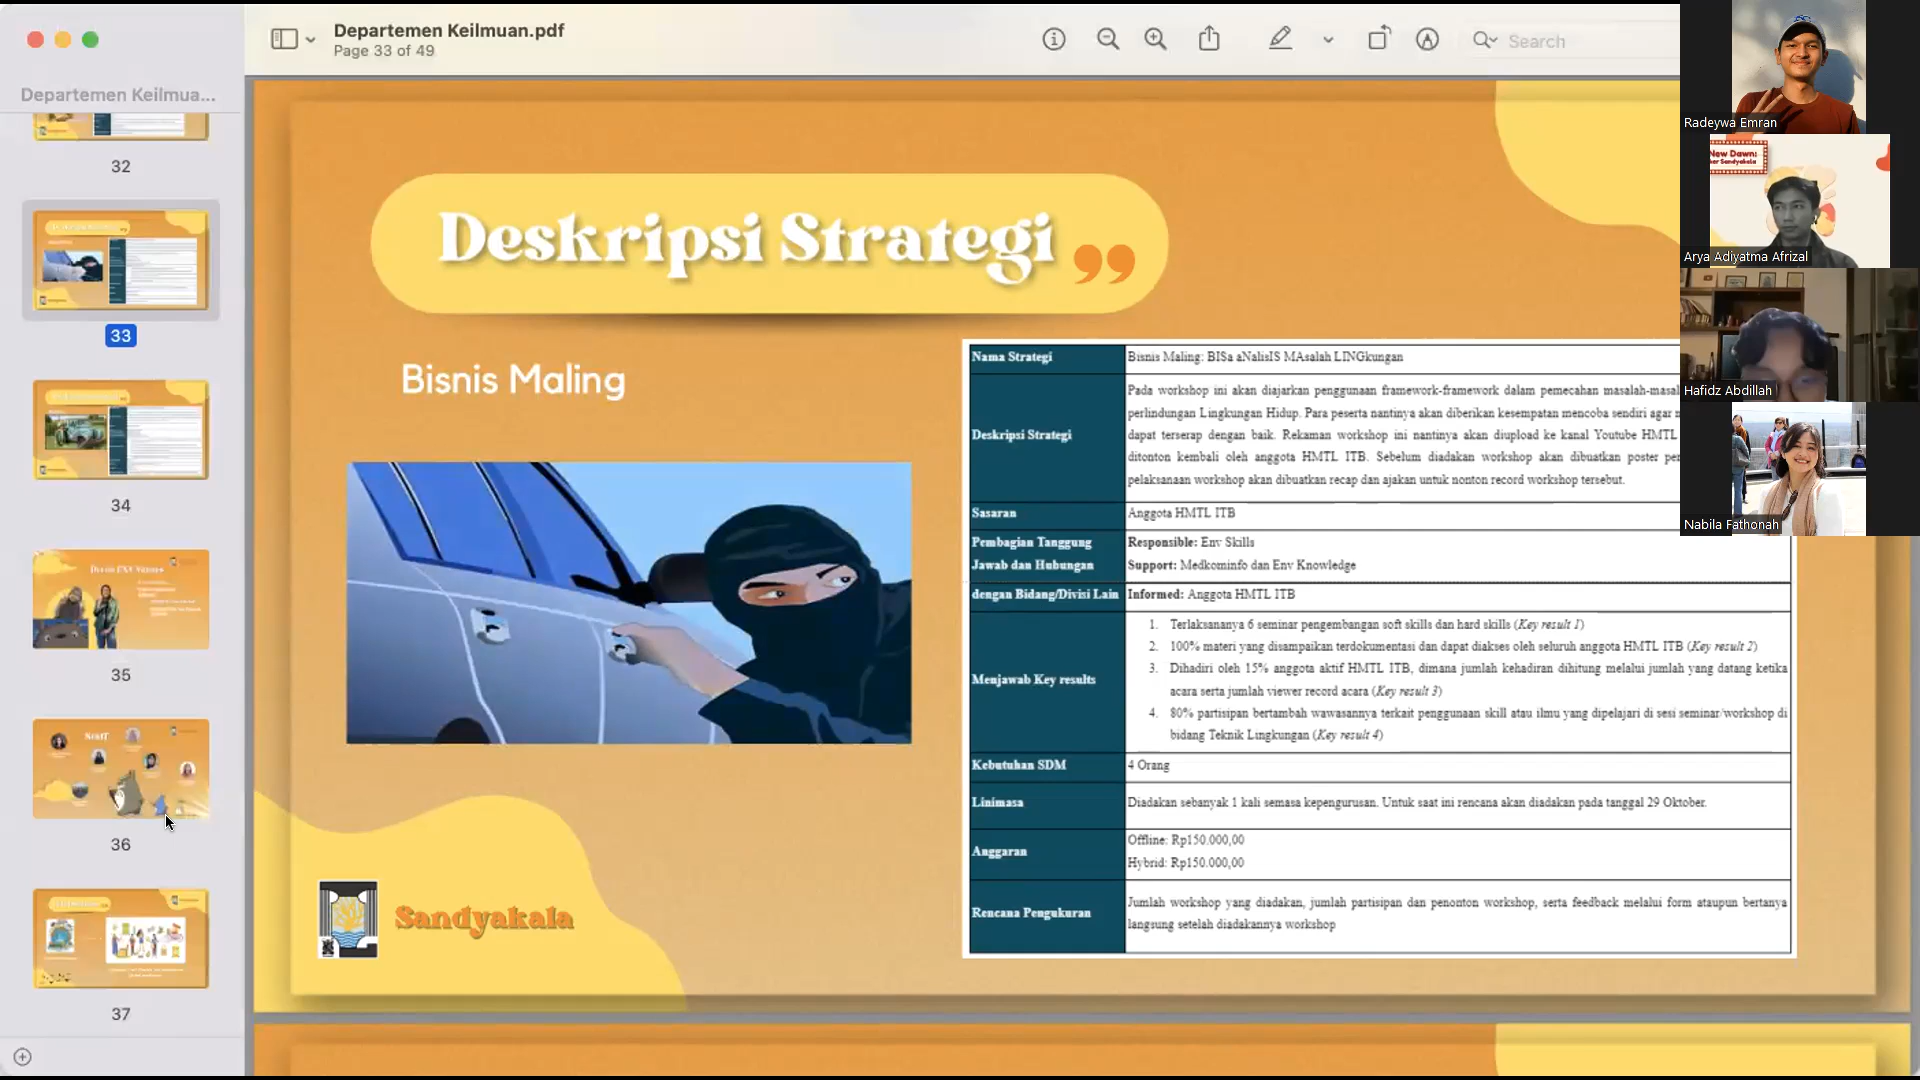 Departemen Keilmuan.pdf
Page 33 of 49
Search
Departemen Keilmua...
32
33
34
35
36
37
Deskripsi Strategi
Bisnis Maling
Sandyakala
Nama Strategi
Bisnis Maling: BISa aNalisIS MAsalah LINGkungan
Deskripsi Strategi
Pada workshop ini akan diajarkan penggunaan framework-framework dalam pemecahan masalah-masal
perlindungan Lingkungan Hidup. Para peserta nantinya akan diberikan kesempatan mencoba sendiri agar
dapat terserap dengan baik. Rekaman workshop ini nantinya akan diupload ke kanal Youtube HMTL
ditonton kembali oleh anggota HMTL ITB. Sebelum diadakan workshop akan dibuatkan poster per
pelaksanaan workshop akan dibuatkan recap dan ajakan untuk nonton record workshop tersebut.
Sasaran
Anggota HMTL ITB
Pembagian Tanggung
Jawab dan Hubungan
dengan Bidang/Divisi Lain
Responsible: Env Skills
Support: Medkominfo dan Env Knowledge
Informed: Anggota HMTL ITB
Menjawab Key results
1. Terlaksananya 6 seminar pengembangan soft skills dan hard skills (Key result 1)
2. 100% materi yang disampaikan terdokumentasi dan dapat diakses oleh seluruh anggota HMTL ITB (Key result 2)
3. Dihadiri oleh 15% anggota aktif HMTL ITB, dimana jumlah kehadiran dihitung melalui jumlah yang datang ketika
acara serta jumlah viewer record acara (Key result 3)
4. 80% partisipan bertambah wawasannya terkait penggunaan skill atau ilmu yang dipelajari di sesi seminar/workshop di
bidang Teknik Lingkungan (Key result 4)
Kebutuhan SDM
4 Orang
Linimasa
Diadakan sebanyak 1 kali semasa kepengurusan. Untuk saat ini rencana akan diadakan pada tanggal 29 Oktober.
Anggaran
Offline: Rp150.000,00
Hybrid: Rp150.000,00
Rencana Pengukuran
Jumlah workshop yang diadakan, jumlah partisipan dan penonton workshop, serta feedback melalui form ataupun bertanya
langsung setelah diadakannya workshop
Radeywa Emran
New Dawn:
Sandyakala
Arya Adiyatma Afrizal
Hafidz Abdillah
Nabila Fathonah